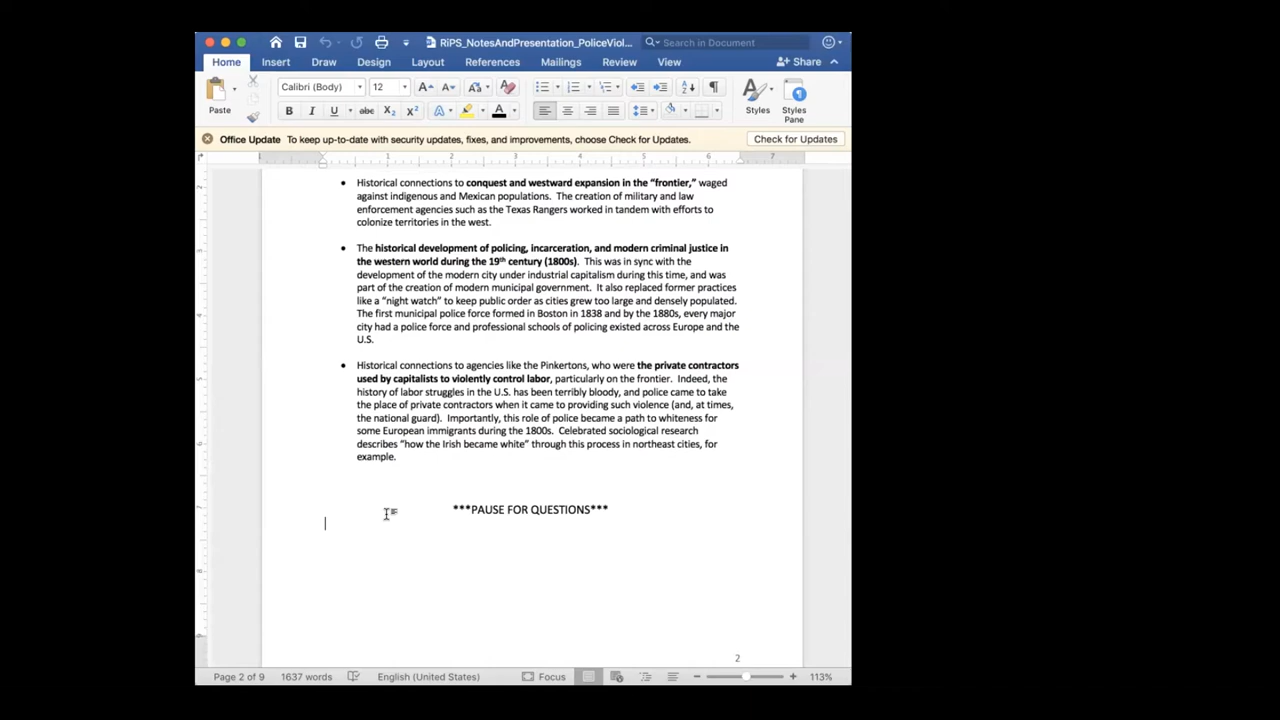 RiPS_NotesAndPresentation_PoliceViol...
Search in Document
Home Insert Draw Design Layout References Mailings Review View Share
Paste
Calibri (Body) 12
Styles
Styles Pane
Office Update To keep up-to-date with security updates, fixes, and improvements, choose Check for Updates. Check for Updates
1 1 2 3 4 5 6 7
• Historical connections to conquest and westward expansion in the “frontier,” waged
against indigenous and Mexican populations. The creation of military and law
enforcement agencies such as the Texas Rangers worked in tandem with efforts to
colonize territories in the west.
• The historical development of policing, incarceration, and modern criminal justice in
the western world during the 19th century (1800s). This was in sync with the
development of the modern city under industrial capitalism during this time, and was
part of the creation of modern municipal government. It also replaced former practices
like a “night watch” to keep public order as cities grew too large and densely populated.
The first municipal police force formed in Boston in 1838 and by the 1880s, every major
city had a police force and professional schools of policing existed across Europe and the
U.S.
• Historical connections to agencies like the Pinkertons, who were the private contractors
used by capitalists to violently control labor, particularly on the frontier. Indeed, the
history of labor struggles in the U.S. has been terribly bloody, and police came to take
the place of private contractors when it came to providing such violence (and, at times,
the national guard). Importantly, this role of police became a path to whiteness for
some European immigrants during the 1800s. Celebrated sociological research
describes “how the Irish became white” through this process in northeast cities, for
example.
***PAUSE FOR QUESTIONS***
2
Page 2 of 9 1637 words English (United States) Focus 113%